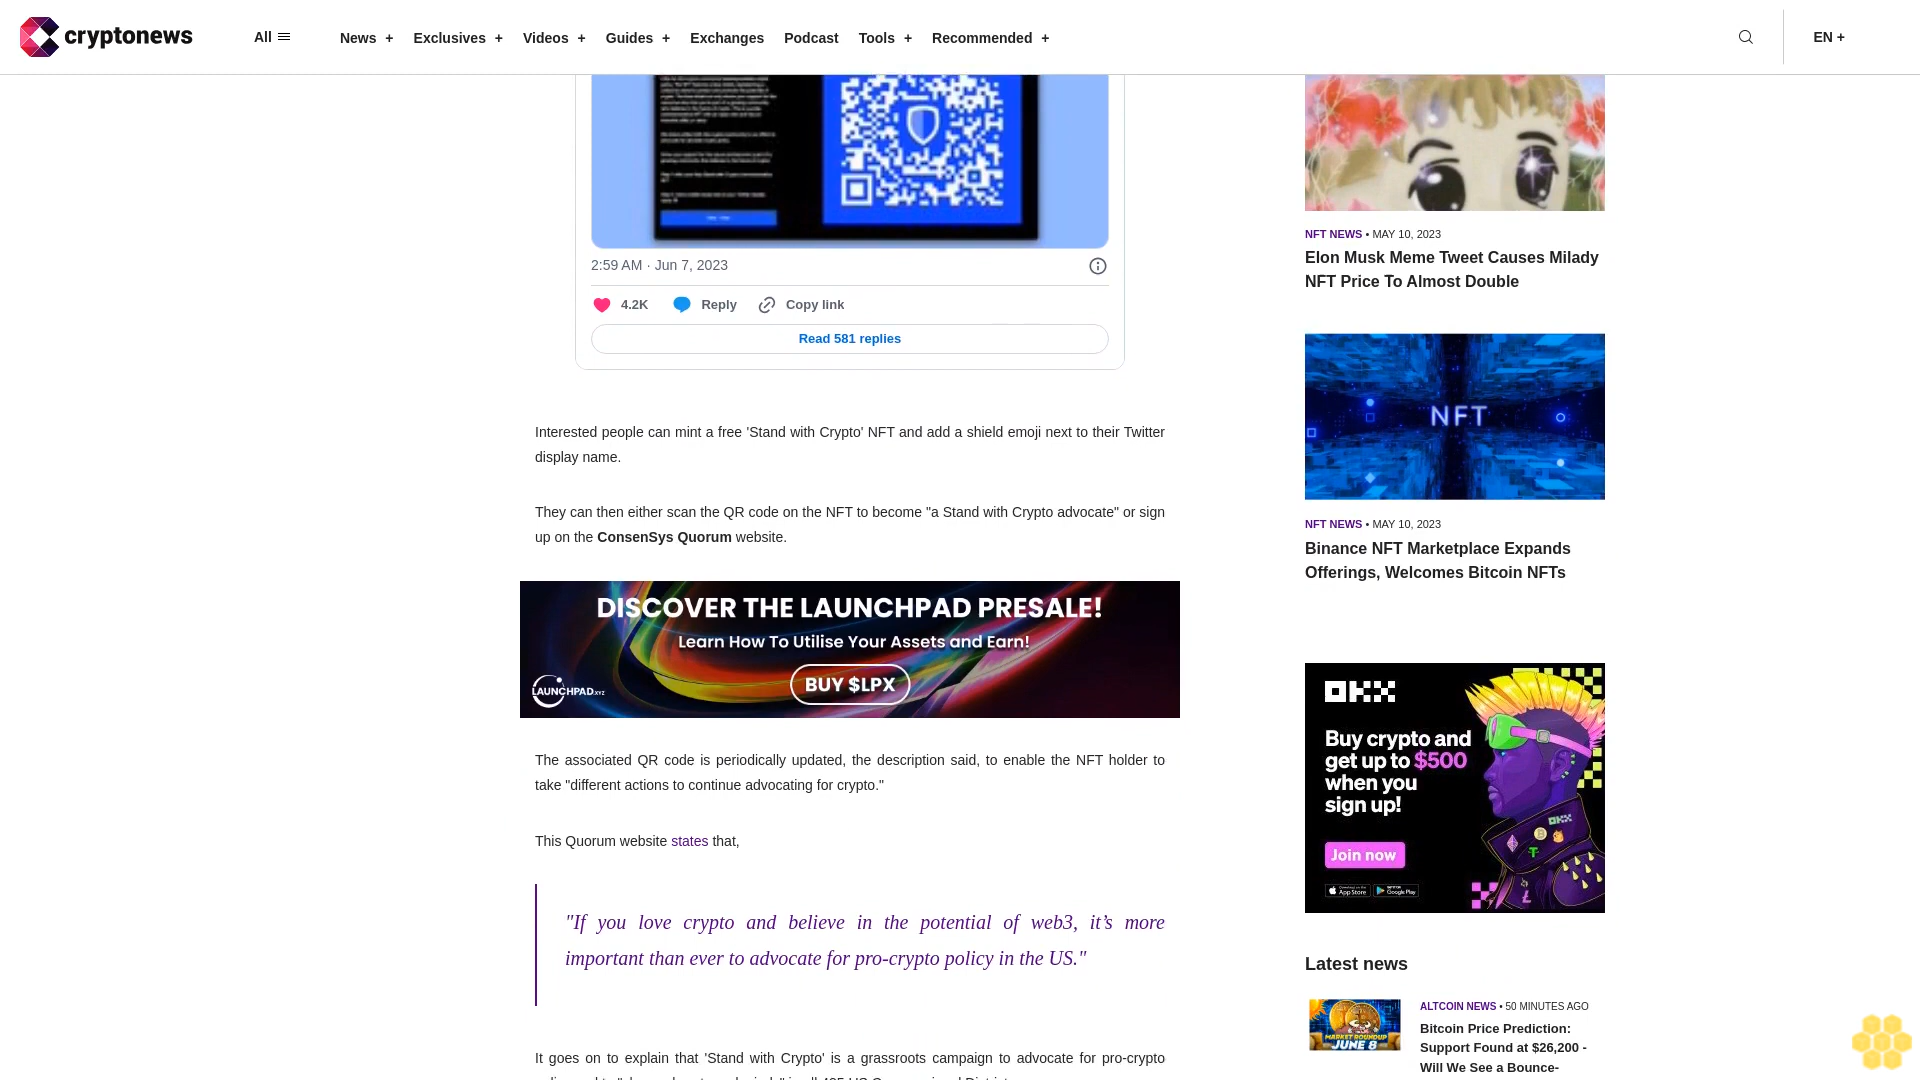 cryptonews
All
News +
Exclusives +
Videos +
Guides +
Exchanges
Podcast
Tools +
Recommended +
EN +
2:59 AM · Jun 7, 2023
4.2K
Reply
Copy link
Read 581 replies
Interested people can mint a free 'Stand with Crypto' NFT and add a shield emoji next to their Twitter
display name.
They can then either scan the QR code on the NFT to become "a Stand with Crypto advocate" or sign
up on the ConsenSys Quorum website.
DISCOVER THE LAUNCHPAD PRESALE!
Learn How To Utilise Your Assets and Earn!
BUY $LPX
LAUNCHPAD.XYZ
The associated QR code is periodically updated, the description said, to enable the NFT holder to
take "different actions to continue advocating for crypto."
This Quorum website states that,
"If you love crypto and believe in the potential of web3, it’s more
important than ever to advocate for pro-crypto policy in the US."
It goes on to explain that 'Stand with Crypto' is a grassroots campaign to advocate for pro-crypto
NFT NEWS • MAY 10, 2023
Elon Musk Meme Tweet Causes Milady
NFT Price To Almost Double
NFT
NFT NEWS • MAY 10, 2023
Binance NFT Marketplace Expands
Offerings, Welcomes Bitcoin NFTs
OKX
Buy crypto and
get up to $500
when you
sign up!
OKX
Join now
App Store
Google Play
Latest news
MARKET ROUNDUP
JUNE 8
ALTCOIN NEWS • 50 MINUTES AGO
Bitcoin Price Prediction:
Support Found at $26,200 -
Will We See a Bounce-